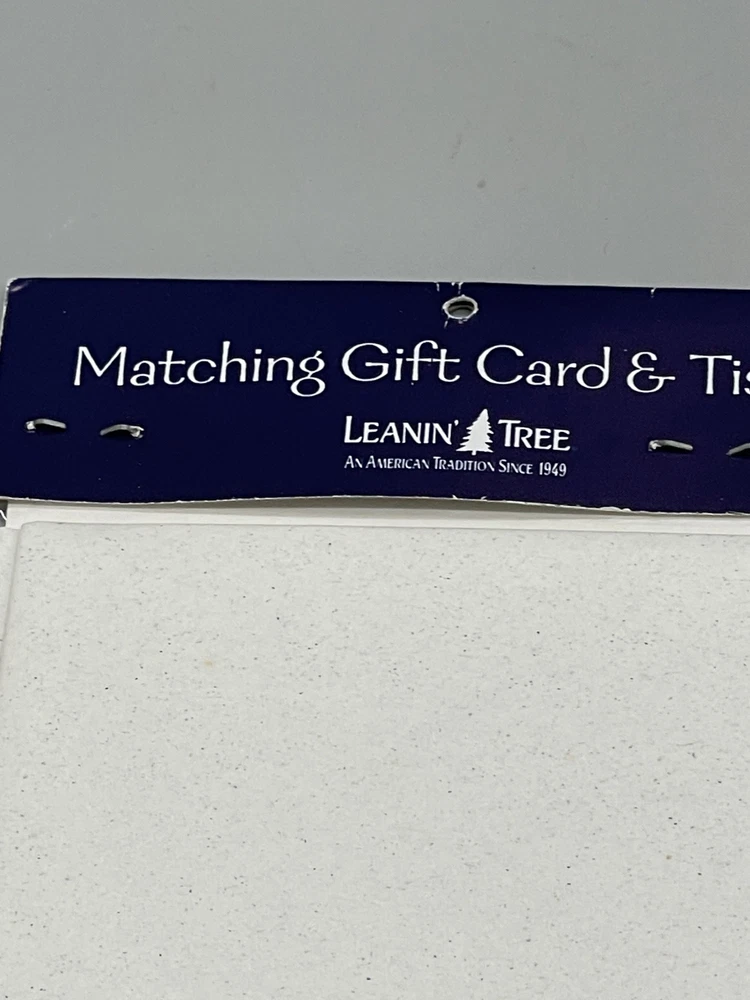 Matching Gift Card &
LEANIN' TREE
AN AMERICAN TRADITION SINCE 1949